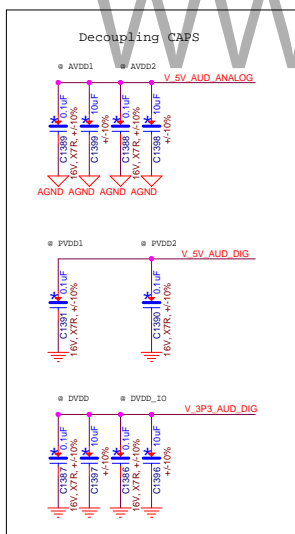 Decoupling CAPS
@ AVDD1
@ AVDD2
V_5V_AUD_ANALOG
* 0.1uF
C1389
16V, X7R, +/-10%
* 10uF
C1399
+/-10%
* 0.1uF
C1388
16V, X7R, +/-10%
* 10uF
C1398
+/-10%
AGND
AGND
AGND
AGND
@ PVDD1
@ PVDD2
V_5V_AUD_DIG
* 0.1uF
C1391
16V, X7R, +/-10%
* 0.1uF
C1390
16V, X7R, +/-10%
@ DVDD
@ DVDD_IO
V_3P3_AUD_DIG
* 0.1uF
C1387
16V, X7R, +/-10%
* 10uF
C1397
+/-10%
* 0.1uF
C1386
16V, X7R, +/-10%
* 10uF
C1396
+/-10%